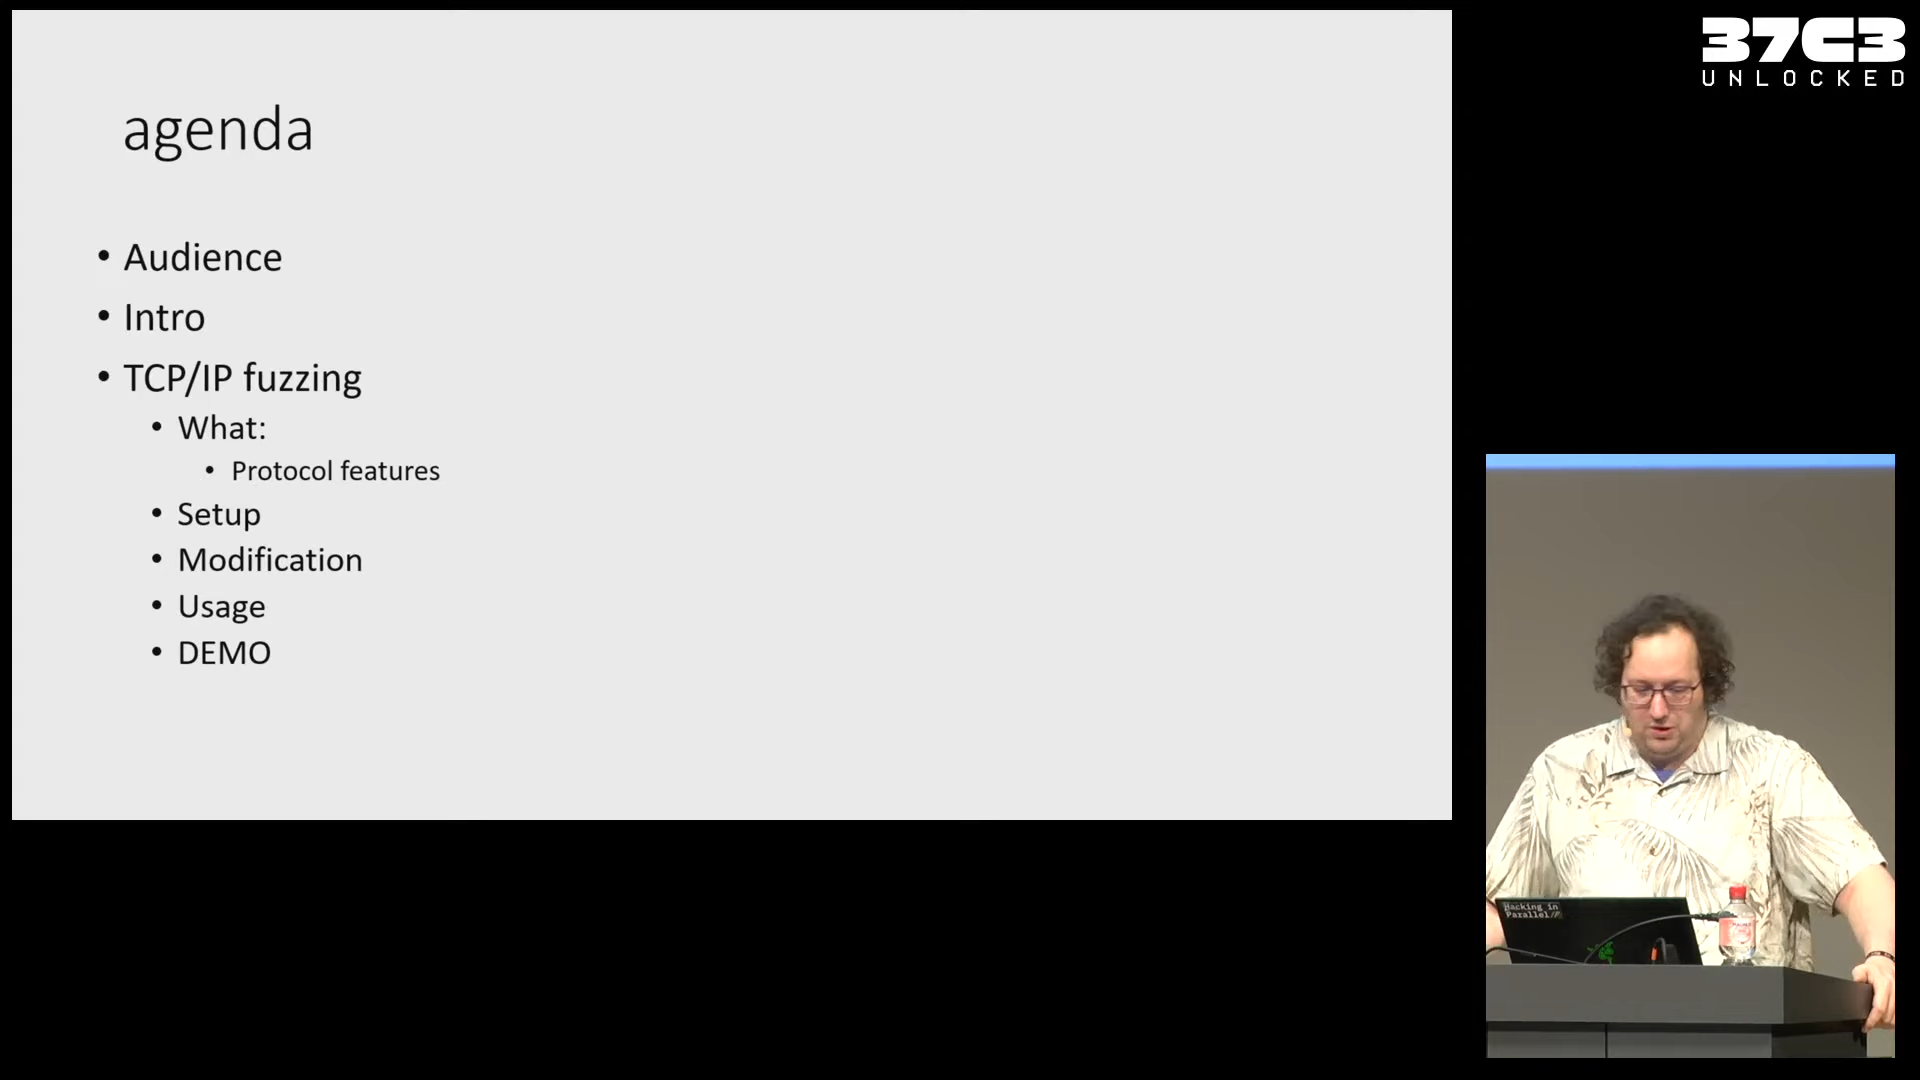 37C3
UNLOCKED
agenda
• Audience
• Intro
• TCP/IP fuzzing
• What:
• Protocol features
• Setup
• Modification
• Usage
• DEMO
Hacking in
Parallel//